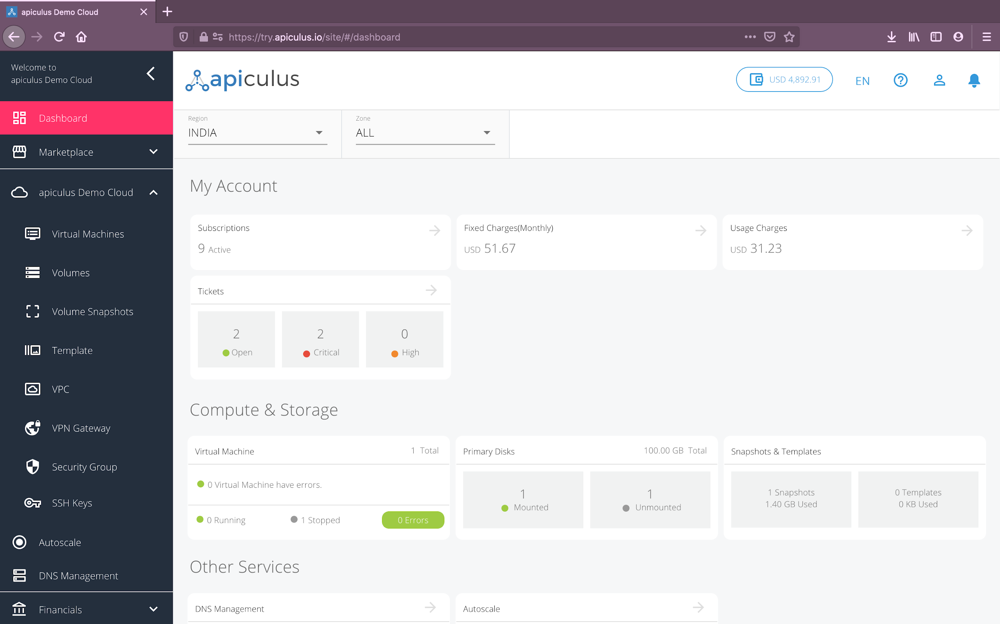 apiculus Demo Cloud
https://try.apiculus.io/site/#/dashboard
Welcome to
apiculus Demo Cloud
Dashboard
Marketplace
apiculus Demo Cloud
Virtual Machines
Volumes
Volume Snapshots
Template
VPC
VPN Gateway
Security Group
SSH Keys
Autoscale
DNS Management
Financials
apiculus
USD 4,892.91
EN
Region
INDIA
Zone
ALL
My Account
Subscriptions
9 Active
Fixed Charges(Monthly)
USD 51.67
Usage Charges
USD 31.23
Tickets
2
Open
2
Critical
0
High
Compute & Storage
Virtual Machine
1 Total
0 Virtual Machine have errors.
0 Running
1 Stopped
0 Errors
Primary Disks
100.00 GB Total
1
Mounted
1
Unmounted
Snapshots & Templates
1 Snapshots
1.40 GB Used
0 Templates
0 KB Used
Other Services
DNS Management
Autoscale